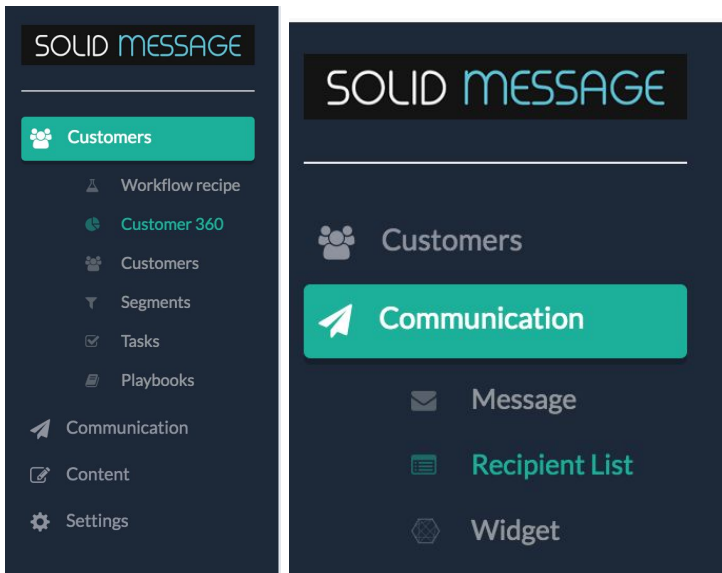 SOLID MESSAGE
Customers
Workflow recipe
Customer 360
Customers
Segments
Tasks
Playbooks
Communication
Content
Settings
SOLID MESSAGE
Customers
Communication
Message
Recipient List
Widget